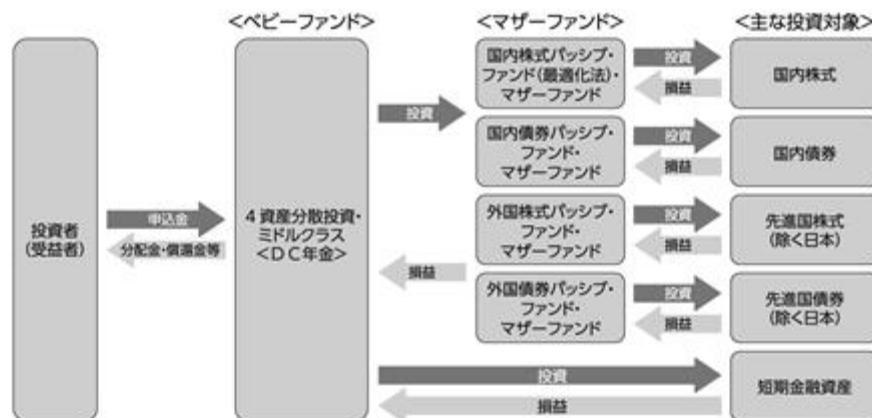 <ベビーファンド>
<マザーファンド>
<主な投資対象>
投資者
(受益者)
申込金
分配金・償還金等
4資産分散投資・
ミドルクラス
<DC年金>
投資
損益
国内株式パッシブ・
ファンド(最適化法)・
マザーファンド
投資
損益
国内株式
国内債券パッシブ・
ファンド・
マザーファンド
投資
損益
国内債券
外国株式パッシブ・
ファンド・
マザーファンド
投資
損益
先進国株式
(除く日本)
外国債券パッシブ・
ファンド・
マザーファンド
投資
損益
先進国債券
(除く日本)
投資
損益
短期金融資産